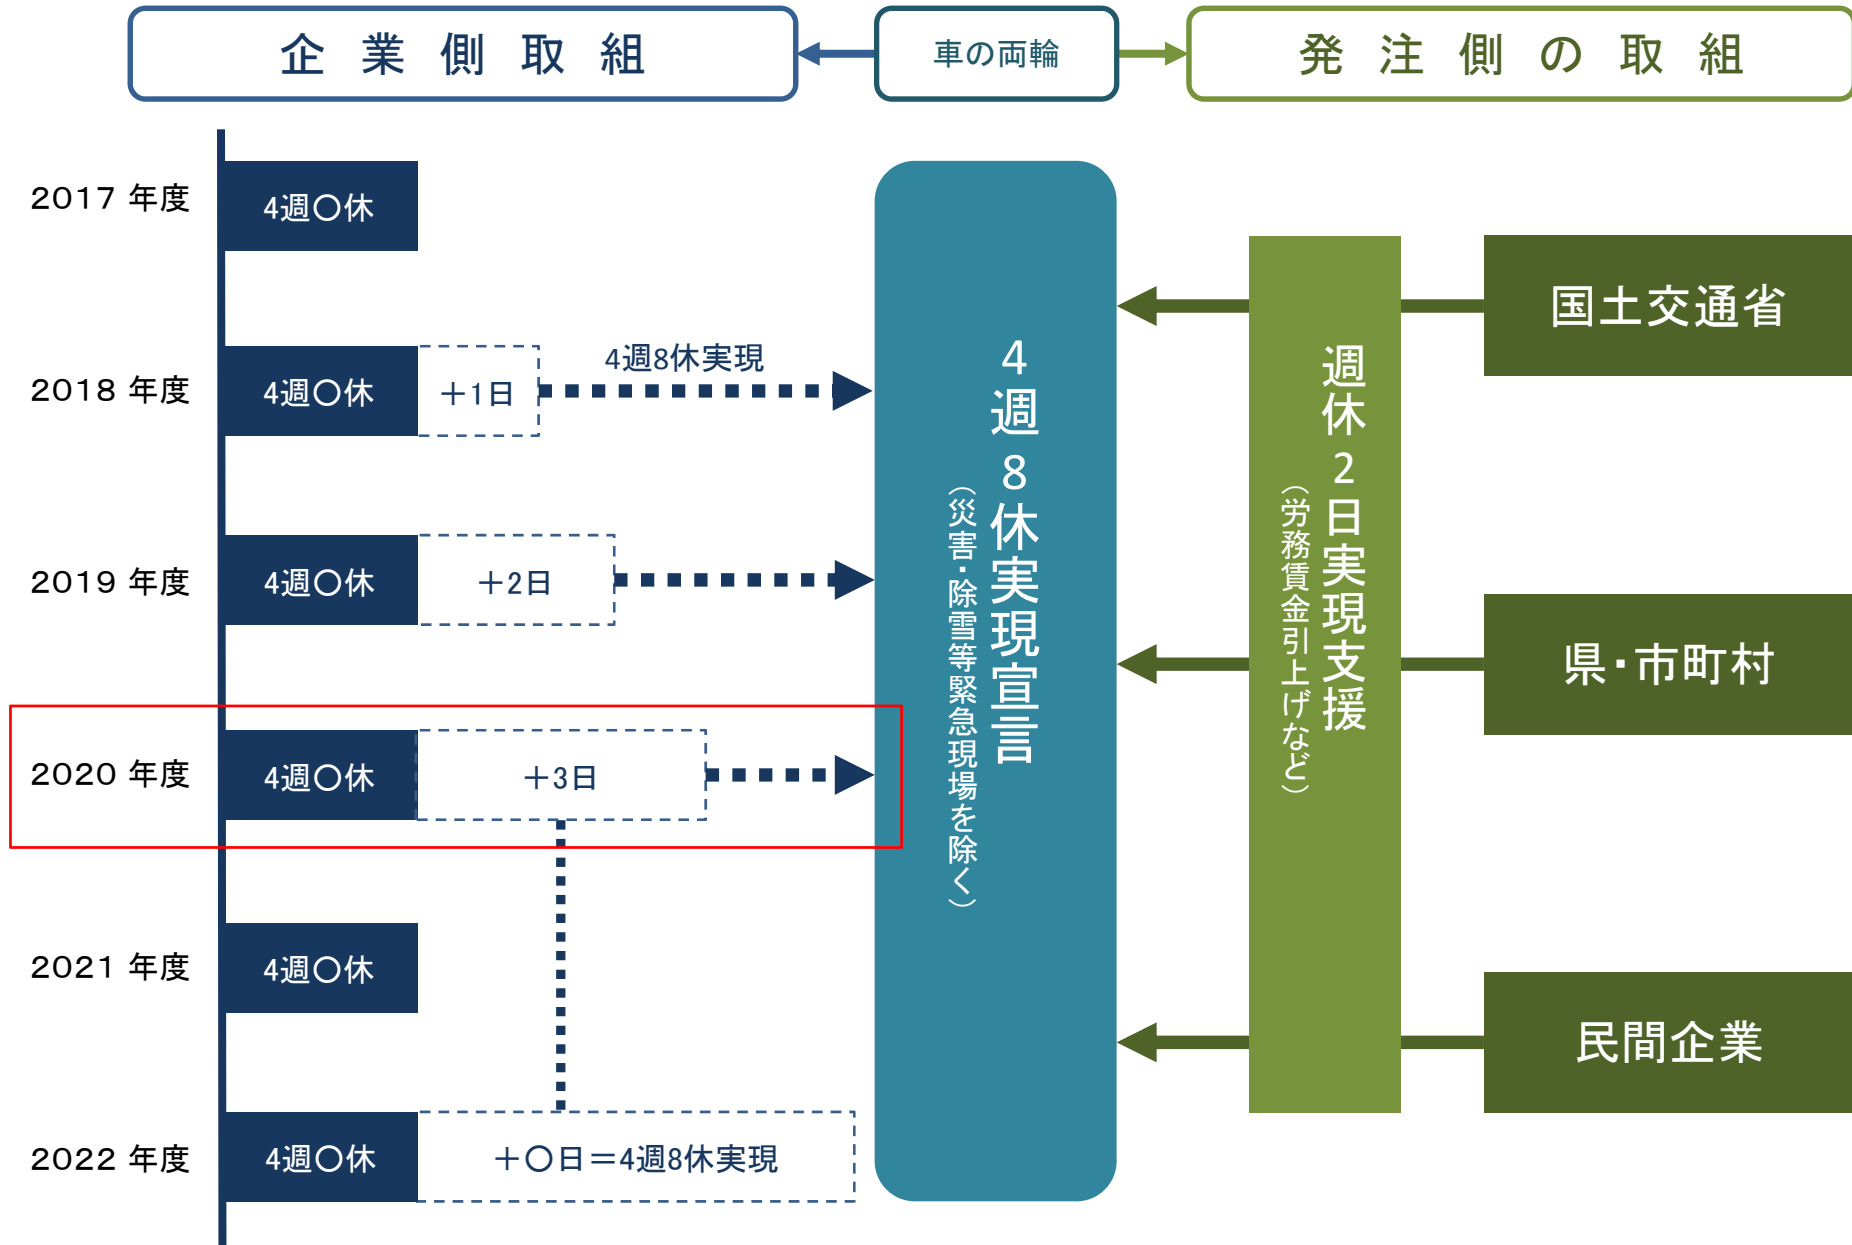 企業側取組
車の両輪
発注側の取組
2017 年度
4週〇休
2018 年度
4週〇休
＋1日
4週8休実現
2019 年度
4週〇休
＋2日
2020 年度
4週〇休
＋3日
2021 年度
4週〇休
2022 年度
4週〇休
＋〇日＝4週8休実現
4週8休実現宣言
（災害・除雪等緊急現場を除く）
週休2日実現支援
（労務賃金引上げなど）
国土交通省
県・市町村
民間企業